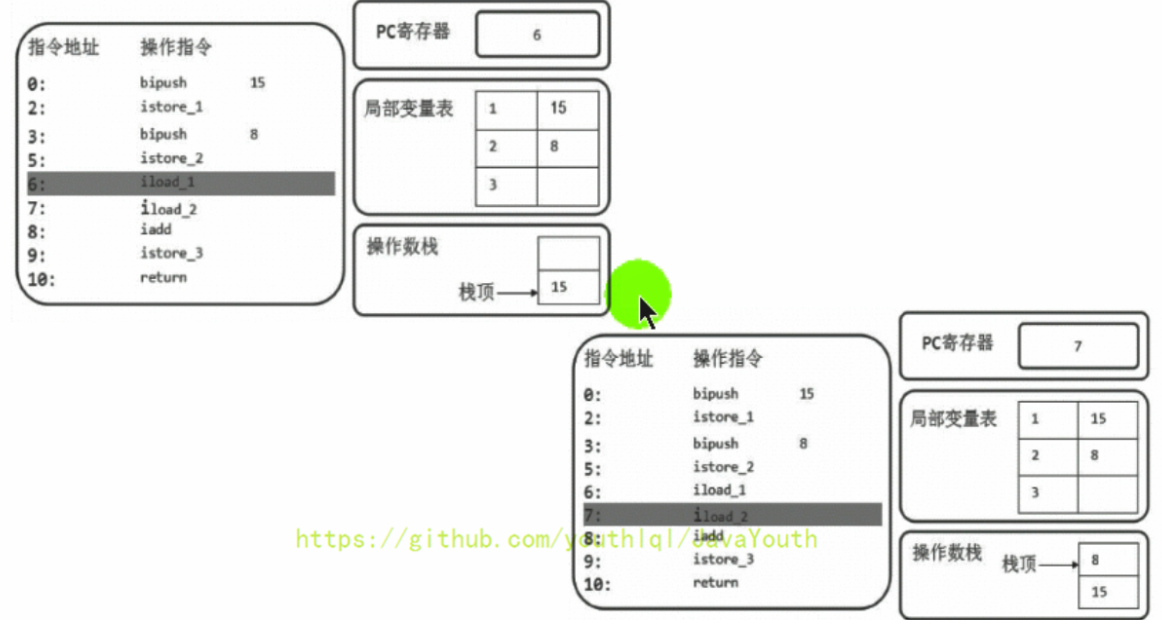 指令地址 操作指令
0: bipush 15
2: istore_1
3: bipush 8
5: istore_2
6: iload_1
7: iload_2
8: iadd
9: istore_3
10: return
PC寄存器 6
局部变量表 1 15
2 8
3
操作数栈
栈顶 15
指令地址 操作指令
0: bipush 15
2: istore_1
3: bipush 8
5: istore_2
6: iload_1
7: iload_2
8: iadd
9: istore_3
10: return
PC寄存器 7
局部变量表 1 15
2 8
3
操作数栈 栈顶 8
15
https://github.com/youthlql/JavaYouth